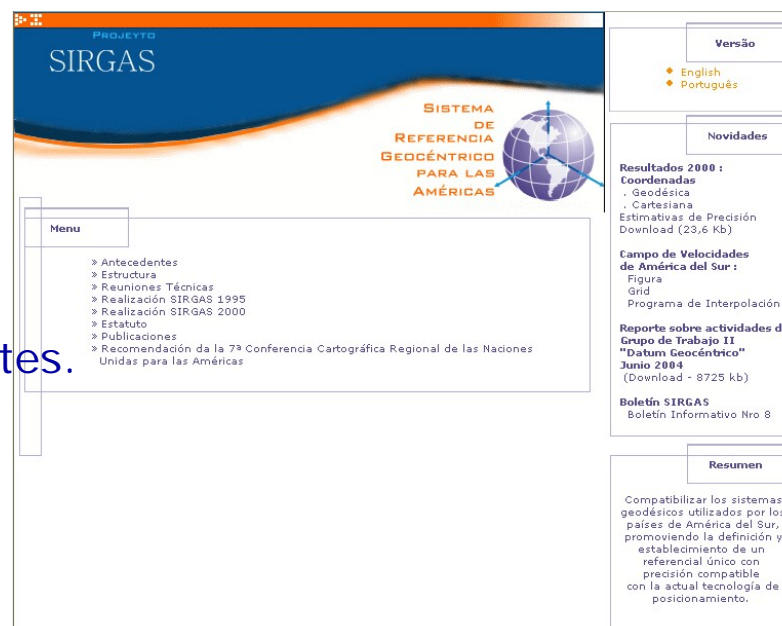 PROJEYTO
SIRGAS
SISTEMA
DE
REFERENCIA
GEOCÉNTRICO
PARA LAS
AMÉRICAS
Menu
» Antecedentes
» Estructura
» Reuniones Técnicas
» Realización SIRGAS 1995
» Realización SIRGAS 2000
» Estatuto
» Publicaciones
» Recomendación da la 7ª Conferencia Cartográfica Regional de las Naciones
Unidas para las Américas
tes.
Versão
English
Português
Novidades
Resultados 2000 :
Coordenadas
. Geodésica
. Cartesiana
Estimativas de Precisión
Download (23,6 Kb)
Campo de Velocidades
de América del Sur :
Figura
Grid
Programa de Interpolación
Reporte sobre actividades d
Grupo de Trabajo II
"Datum Geocéntrico"
Junio 2004
(Download - 8725 kb)
Boletín SIRGAS
Boletín Informativo Nro 8
Resumen
Compatibilizar los sistemas
geodésicos utilizados por los
países de América del Sur,
promoviendo la definición y
establecimiento de un
referencial único con
precisión compatible
con la actual tecnología de
posicionamiento.